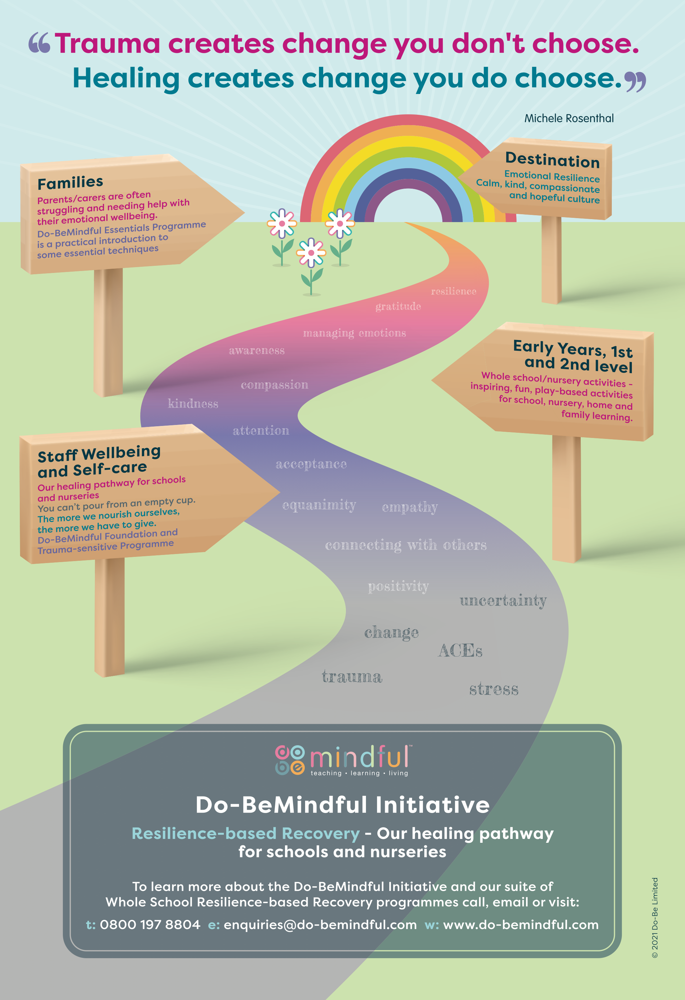 “Trauma creates change you don't choose.
Healing creates change you do choose.”
Michele Rosenthal
Destination
Emotional Resilience
Calm, kind, compassionate
and hopeful culture
Families
Parents/carers are often
struggling and needing help with
their emotional wellbeing.
Do-BeMindful Essentials Programme
is a practical introduction to
some essential techniques
resilience
gratitude
managing emotions
awareness
compassion
kindness
attention
Early Years, 1st
and 2nd level
Whole school/nursery activities -
inspiring, fun, play-based activities
for school, nursery, home and
family learning.
Staff Wellbeing
and Self-care
Our healing pathway for schools
and nurseries
You can’t pour from an empty cup.
The more we nourish ourselves,
the more we have to give.
Do-BeMindful Foundation and
Trauma-sensitive Programme
acceptance
equanimity empathy
connecting with others
positivity
uncertainty
change
ACEs
trauma
stress
do be mindful™
teaching • learning • living
Do-BeMindful Initiative
Resilience-based Recovery - Our healing pathway
for schools and nurseries
To learn more about the Do-BeMindful Initiative and our suite of
Whole School Resilience-based Recovery programmes call, email or visit:
t: 0800 197 8804 e: enquiries@do-bemindful.com w: www.do-bemindful.com
© 2021 Do-Be Limited